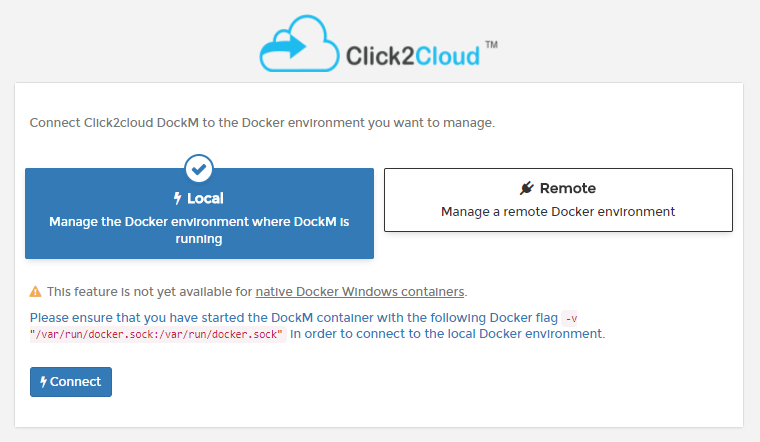 Click2Cloud ™
Connect Click2cloud DockM to the Docker environment you want to manage.
Local
Manage the Docker environment where DockM is
running
Remote
Manage a remote Docker environment
This feature is not yet available for native Docker Windows containers.
Please ensure that you have started the DockM container with the following Docker flag -v
"/var/run/docker.sock:/var/run/docker.sock" in order to connect to the local Docker environment.
Connect